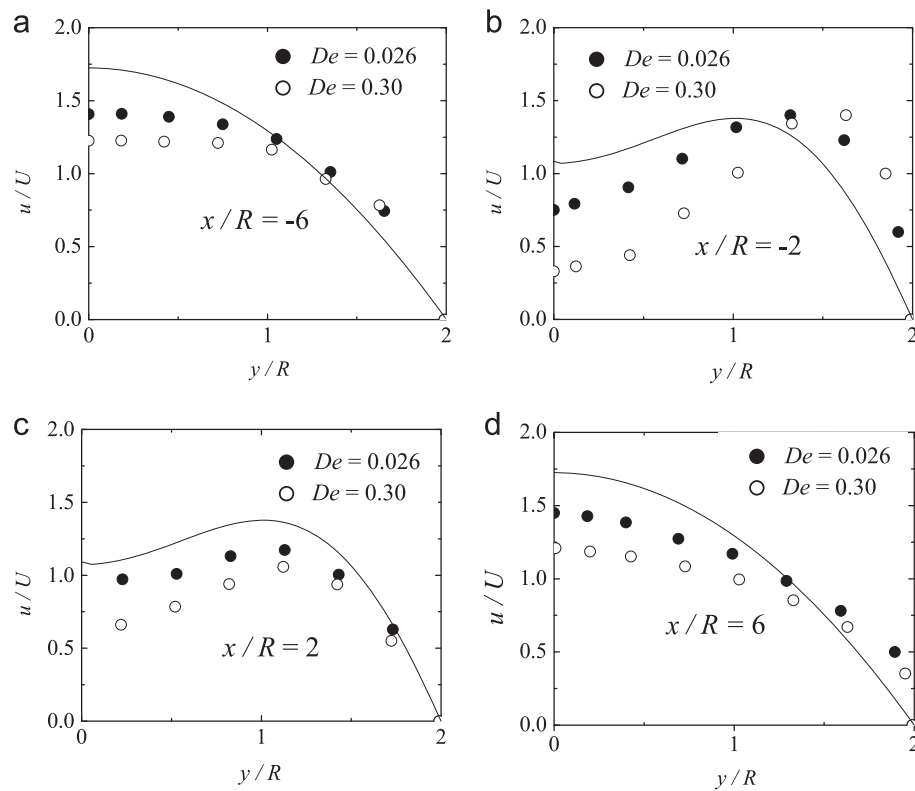 a
2.0
1.5
1.0
0.5
0.0
0
1
2
De = 0.026
De = 0.30
x / R = -6
u / U
y / R
b
2.0
1.5
1.0
0.5
0.0
0
1
2
De = 0.026
De = 0.30
x / R = -2
u / U
y / R
c
2.0
1.5
1.0
0.5
0.0
0
1
2
De = 0.026
De = 0.30
x / R = 2
u / U
y / R
d
2.0
1.5
1.0
0.5
0.0
0
1
2
De = 0.026
De = 0.30
x / R = 6
u / U
y / R